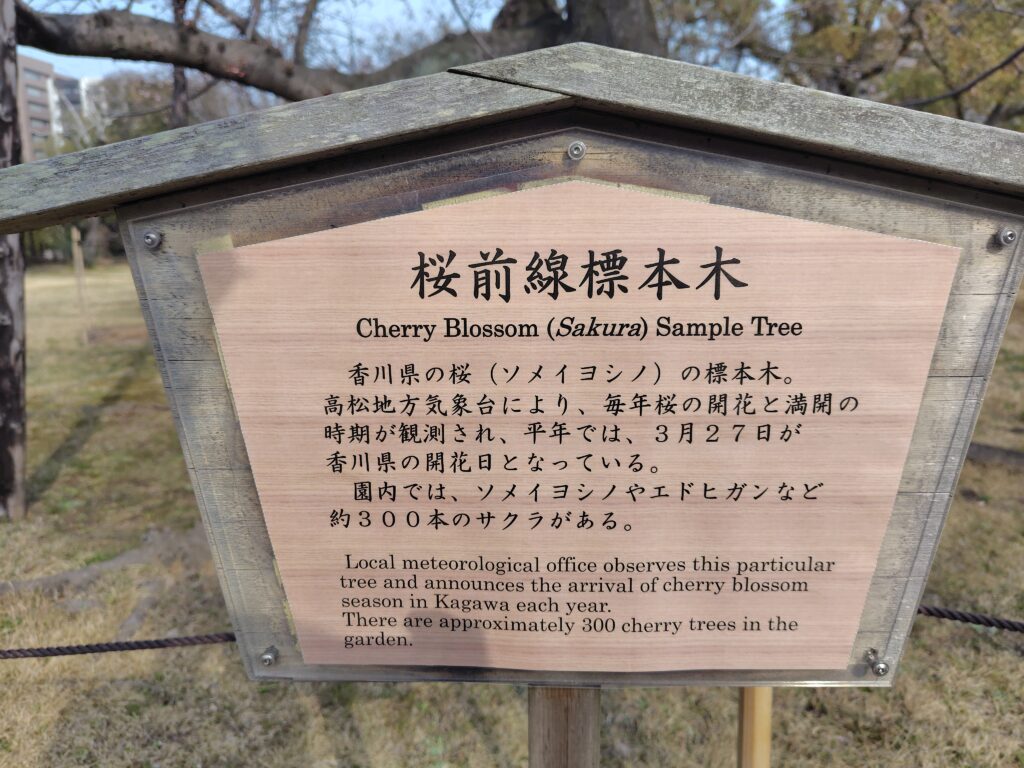 桜前線標本木
Cherry Blossom (Sakura) Sample Tree
香川県の桜（ソメイヨシノ）の標本木。
高松地方気象台により、毎年桜の開花と満開の
時期が観測され、平年では、３月２７日が
香川県の開花日となっている。
園内では、ソメイヨシノやエドヒガンなど
約３００本のサクラがある。
Local meteorological office observes this particular
tree and announces the arrival of cherry blossom
season in Kagawa each year.
There are approximately 300 cherry trees in the
garden.